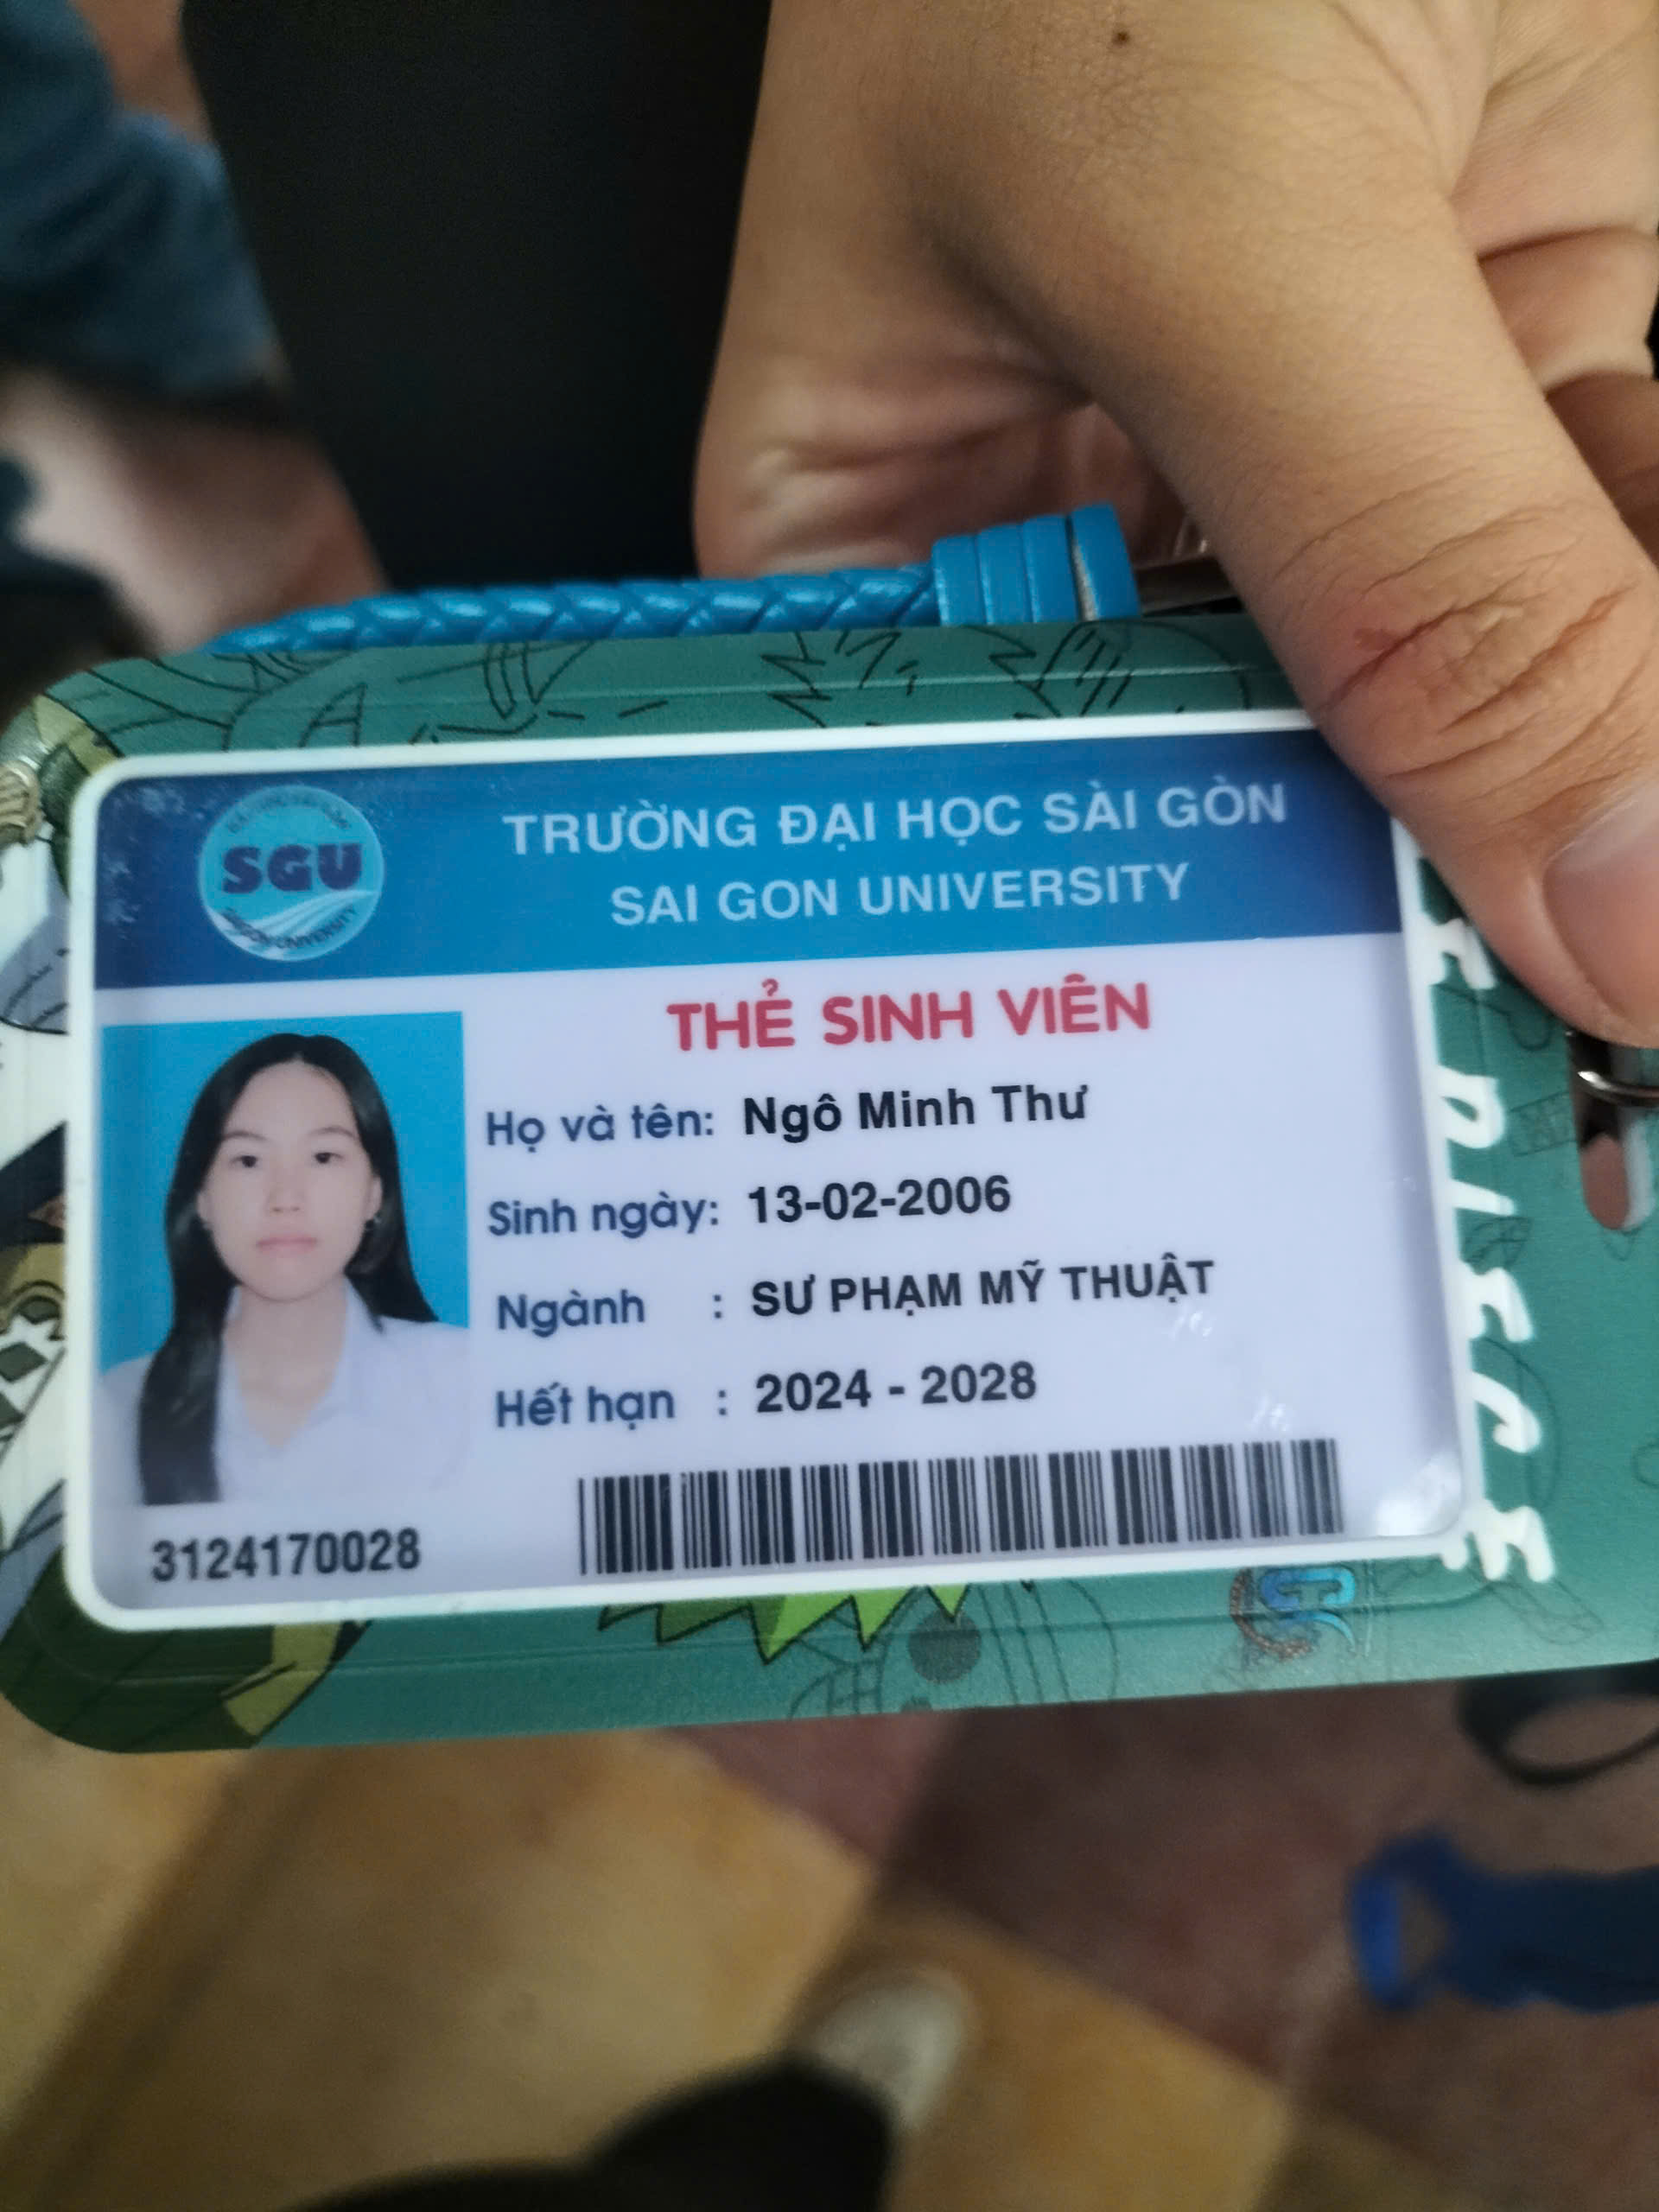 SGU
TRƯỜNG ĐẠI HỌC SÀI GÒN
SAI GON UNIVERSITY
THẺ SINH VIÊN
Họ và tên: Ngô Minh Thư
Sinh ngày: 13-02-2006
Ngành : SƯ PHẠM MỸ THUẬT
Hết hạn : 2024 - 2028
3124170028